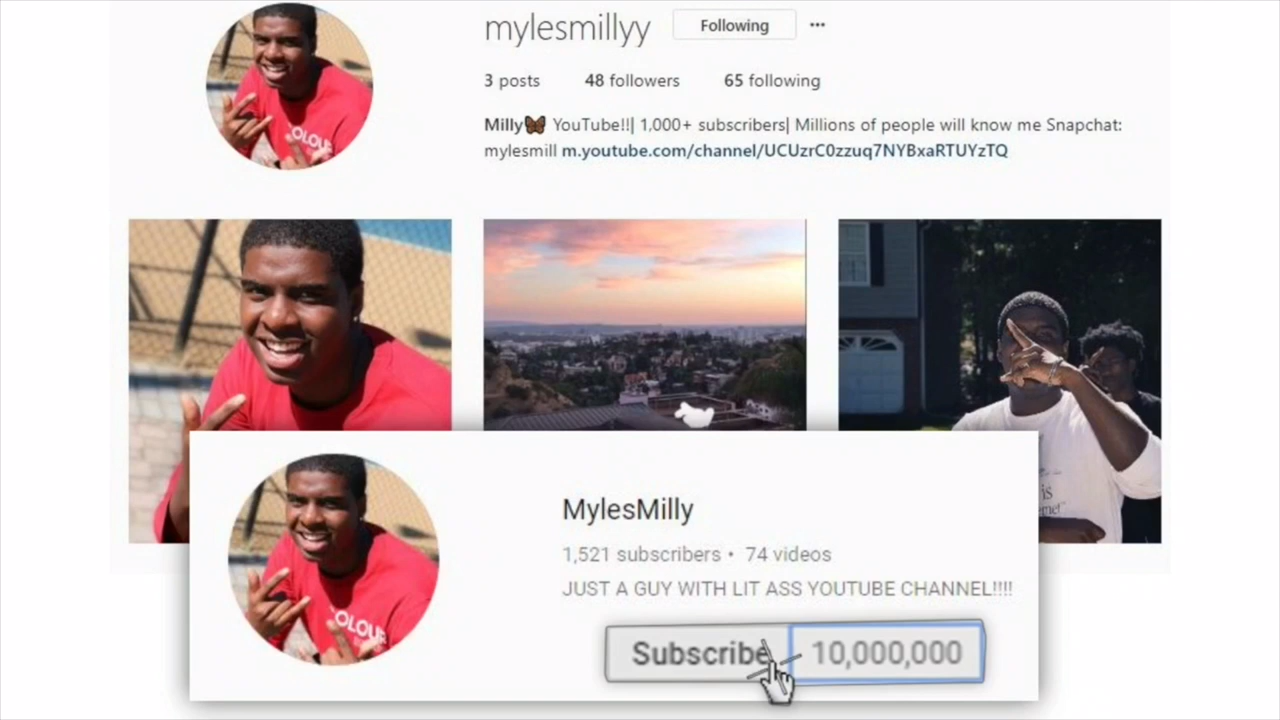 mylesmillyy Following
3 posts 48 followers 65 following
Milly🦋 YouTube!!| 1,000+ subscribers| Millions of people will know me Snapchat:
mylesmill m.youtube.com/channel/UCUzrC0zzuq7NYBxaRTUYzTQ
MylesMilly
1,521 subscribers • 74 videos
JUST A GUY WITH LIT ASS YOUTUBE CHANNEL!!!!
OLOUR
Subscribe 10,000,000